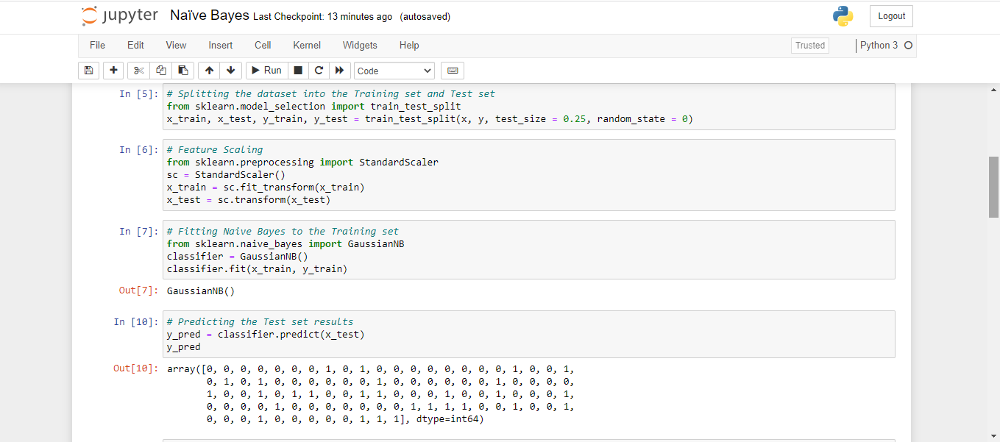 jupyter Naïve Bayes Last Checkpoint: 13 minutes ago (autosaved) Logout
File Edit View Insert Cell Kernel Widgets Help Trusted Python 3
Run Code
In [5]: # Splitting the dataset into the Training set and Test set
from sklearn.model_selection import train_test_split
x_train, x_test, y_train, y_test = train_test_split(x, y, test_size = 0.25, random_state = 0)
In [6]: # Feature Scaling
from sklearn.preprocessing import StandardScaler
sc = StandardScaler()
x_train = sc.fit_transform(x_train)
x_test = sc.transform(x_test)
In [7]: # Fitting Naive Bayes to the Training set
from sklearn.naive_bayes import GaussianNB
classifier = GaussianNB()
classifier.fit(x_train, y_train)
Out[7]: GaussianNB()
In [10]: # Predicting the Test set results
y_pred = classifier.predict(x_test)
y_pred
Out[10]: array([0, 0, 0, 0, 0, 0, 0, 1, 0, 1, 0, 0, 0, 0, 0, 0, 0, 0, 1, 0, 0, 1,
0, 1, 0, 1, 0, 0, 0, 0, 0, 0, 1, 0, 0, 0, 0, 0, 0, 1, 0, 0, 0, 0,
1, 0, 0, 1, 0, 1, 1, 0, 0, 1, 1, 0, 0, 0, 1, 0, 0, 1, 0, 0, 0, 1,
0, 0, 0, 0, 1, 0, 0, 0, 0, 0, 0, 0, 1, 1, 1, 1, 0, 0, 1, 0, 0, 1,
0, 0, 0, 1, 0, 0, 0, 0, 0, 1, 1, 1], dtype=int64)